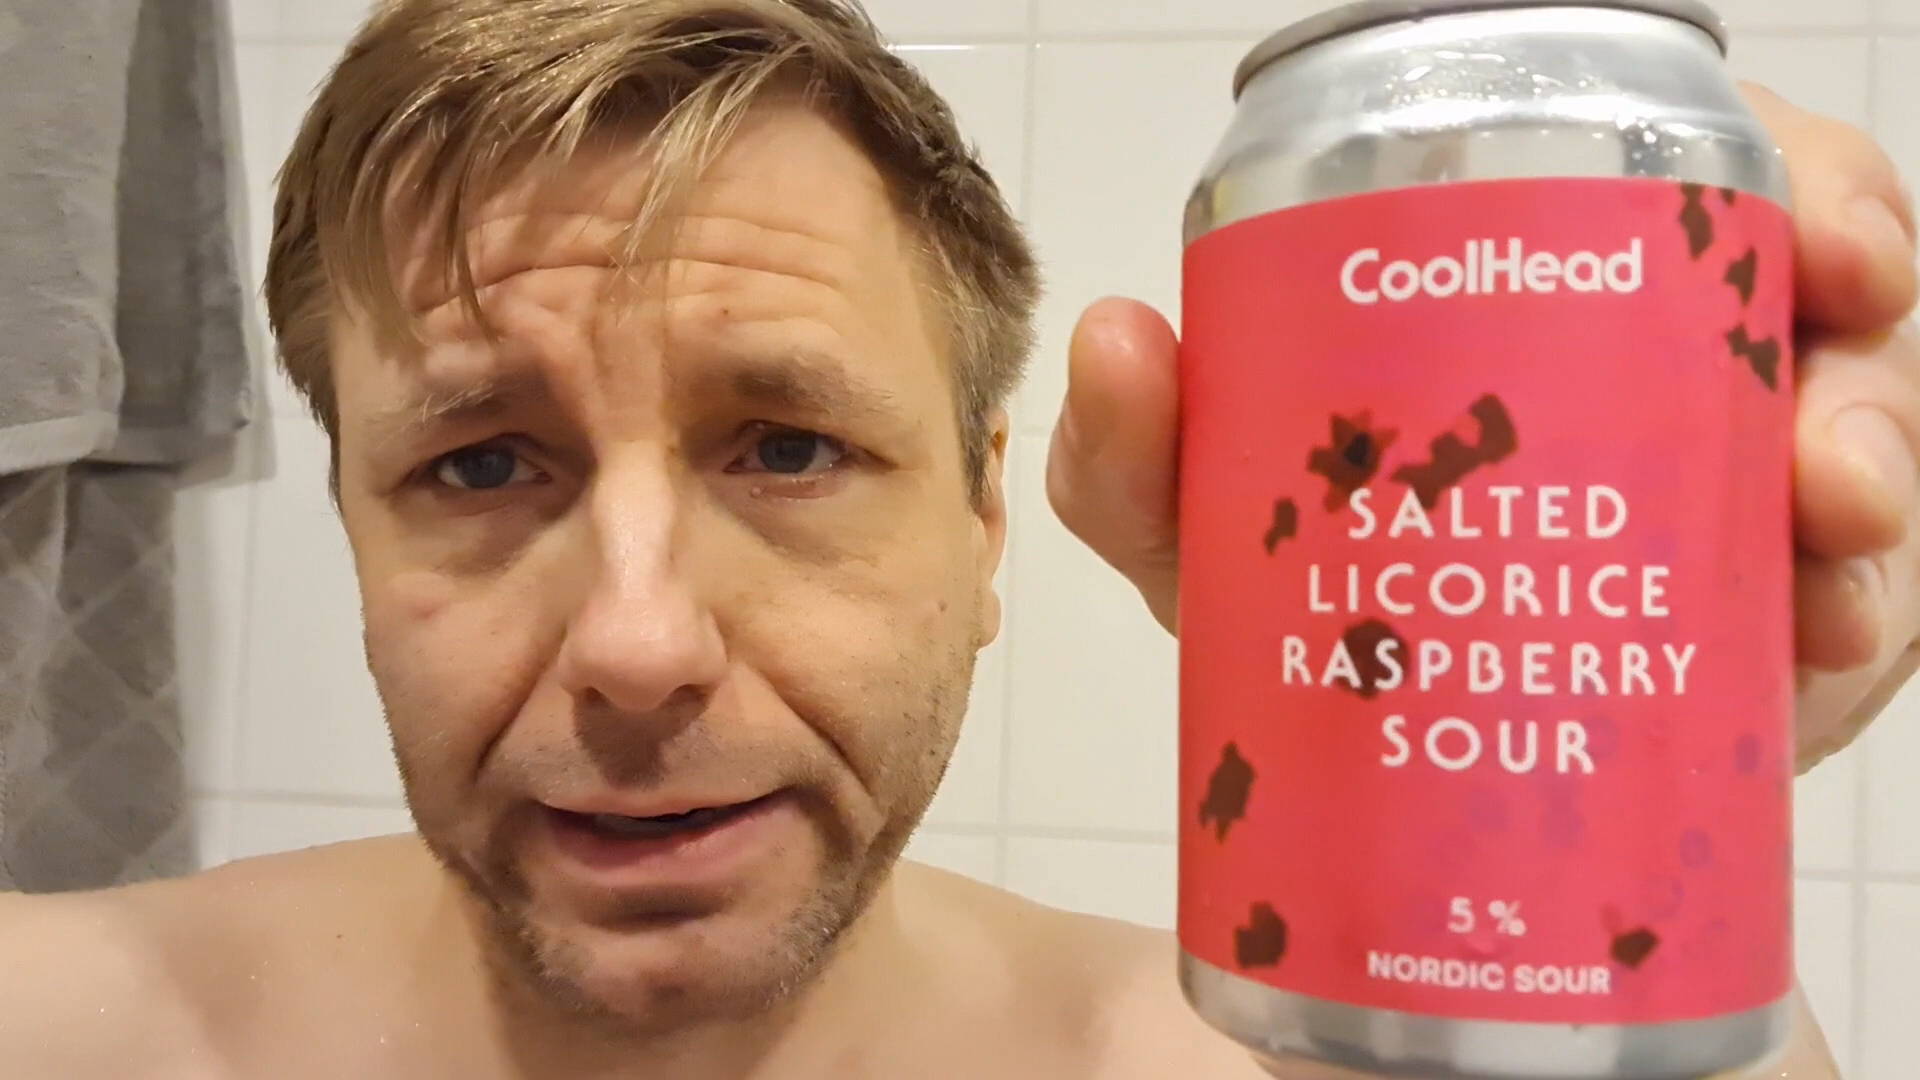 CoolHead
SALTED
LICORICE
RASPBERRY
SOUR
5 %
NORDIC SOUR